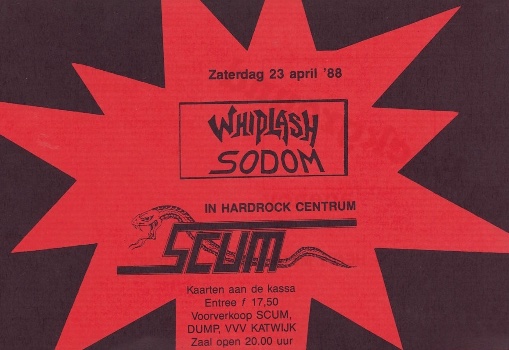 Zaterdag 23 april '88
WHIPLASH
SODOM
IN HARDROCK CENTRUM
SCUM
Kaarten aan de kassa
Entree f 17,50
Voorverkoop SCUM,
DUMP, VVV KATWIJK
Zaal open 20.00 uur